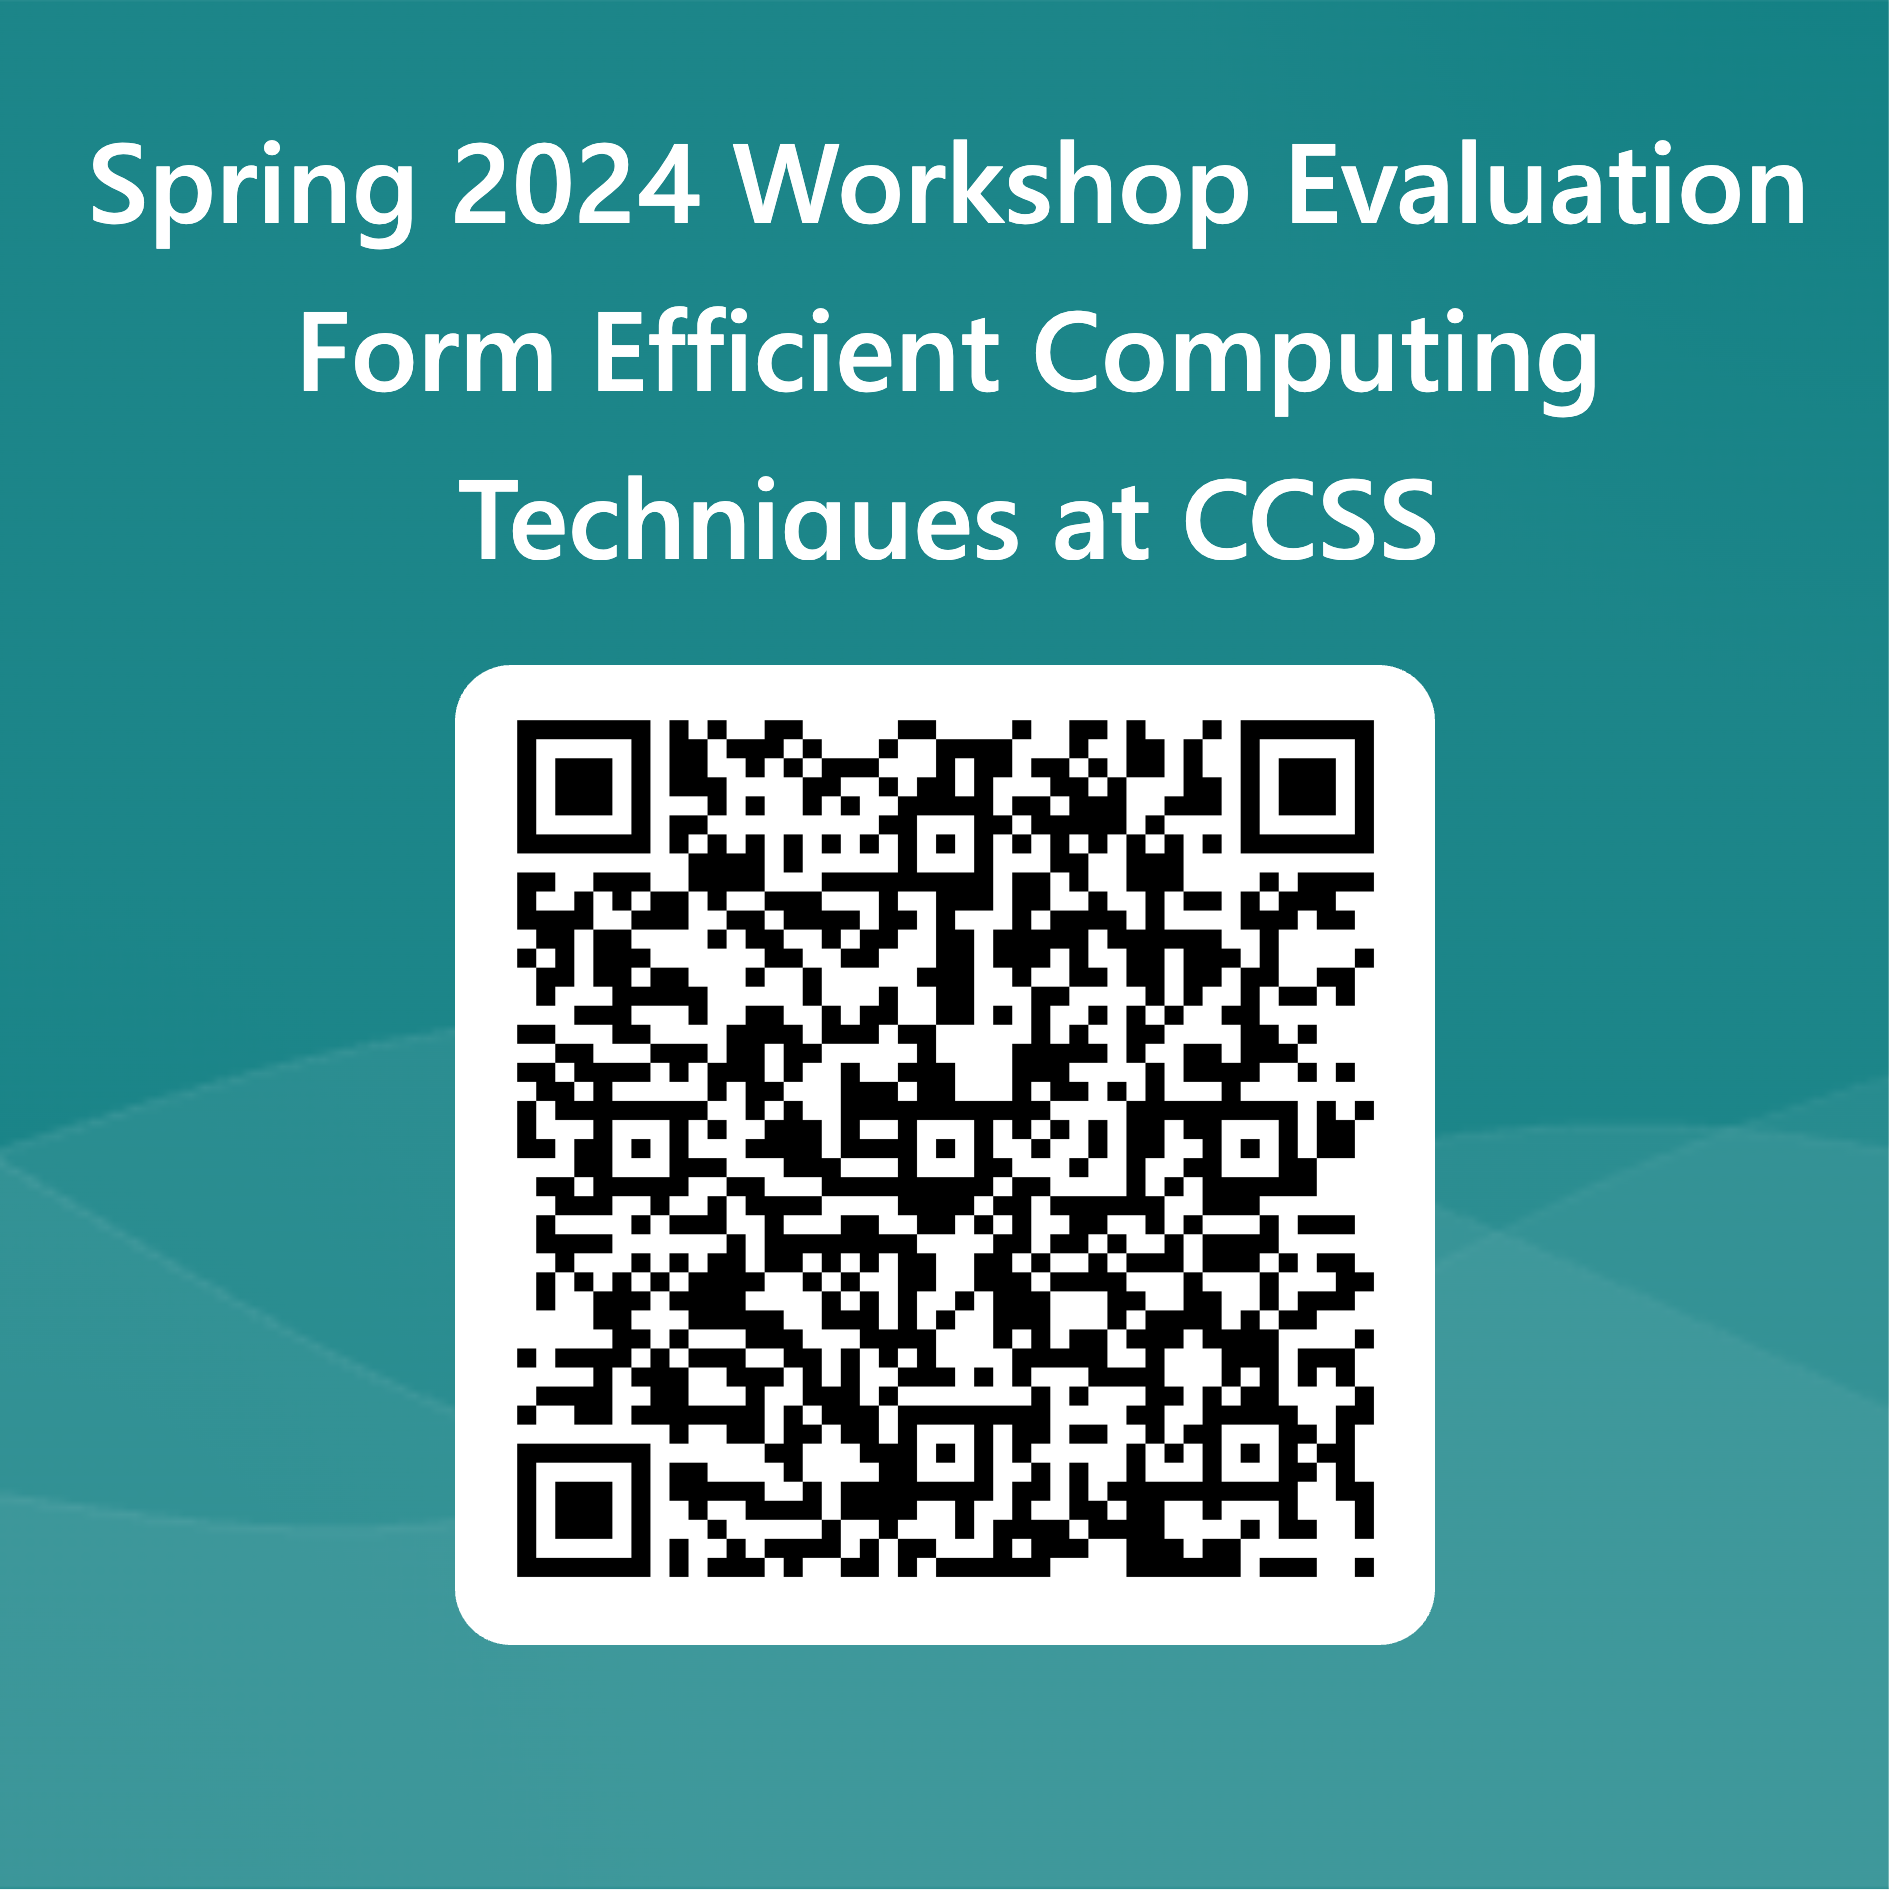 Spring 2024 Workshop Evaluation
Form Efficient Computing
Techniques at CCSS